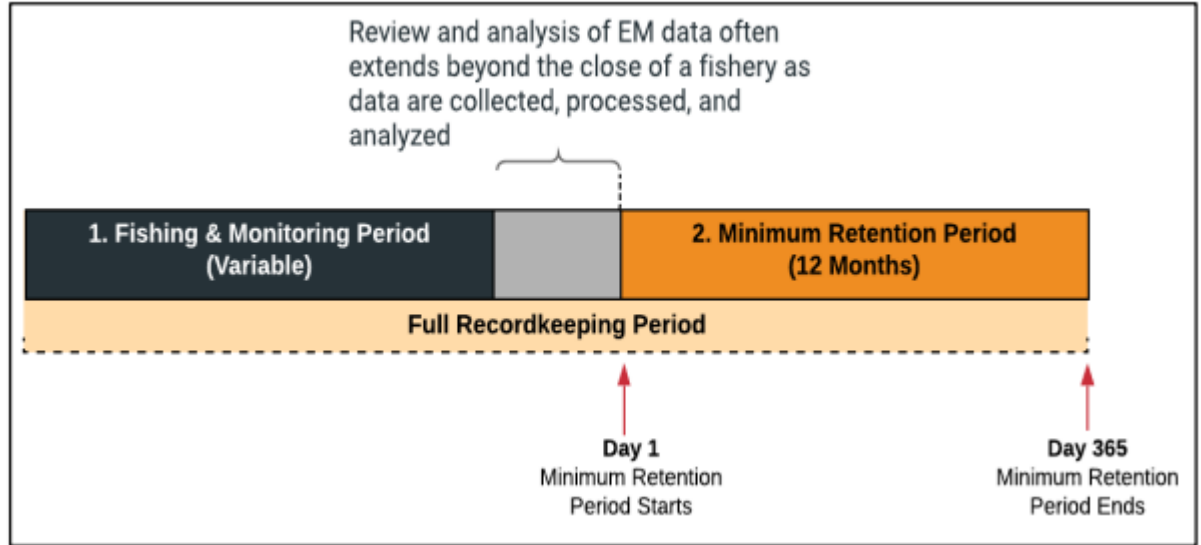 Review and analysis of EM data often
extends beyond the close of a fishery as
data are collected, processed, and
analyzed
1. Fishing & Monitoring Period
(Variable)
2. Minimum Retention Period
(12 Months)
Full Recordkeeping Period
Day 1
Minimum Retention
Period Starts
Day 365
Minimum Retention
Period Ends